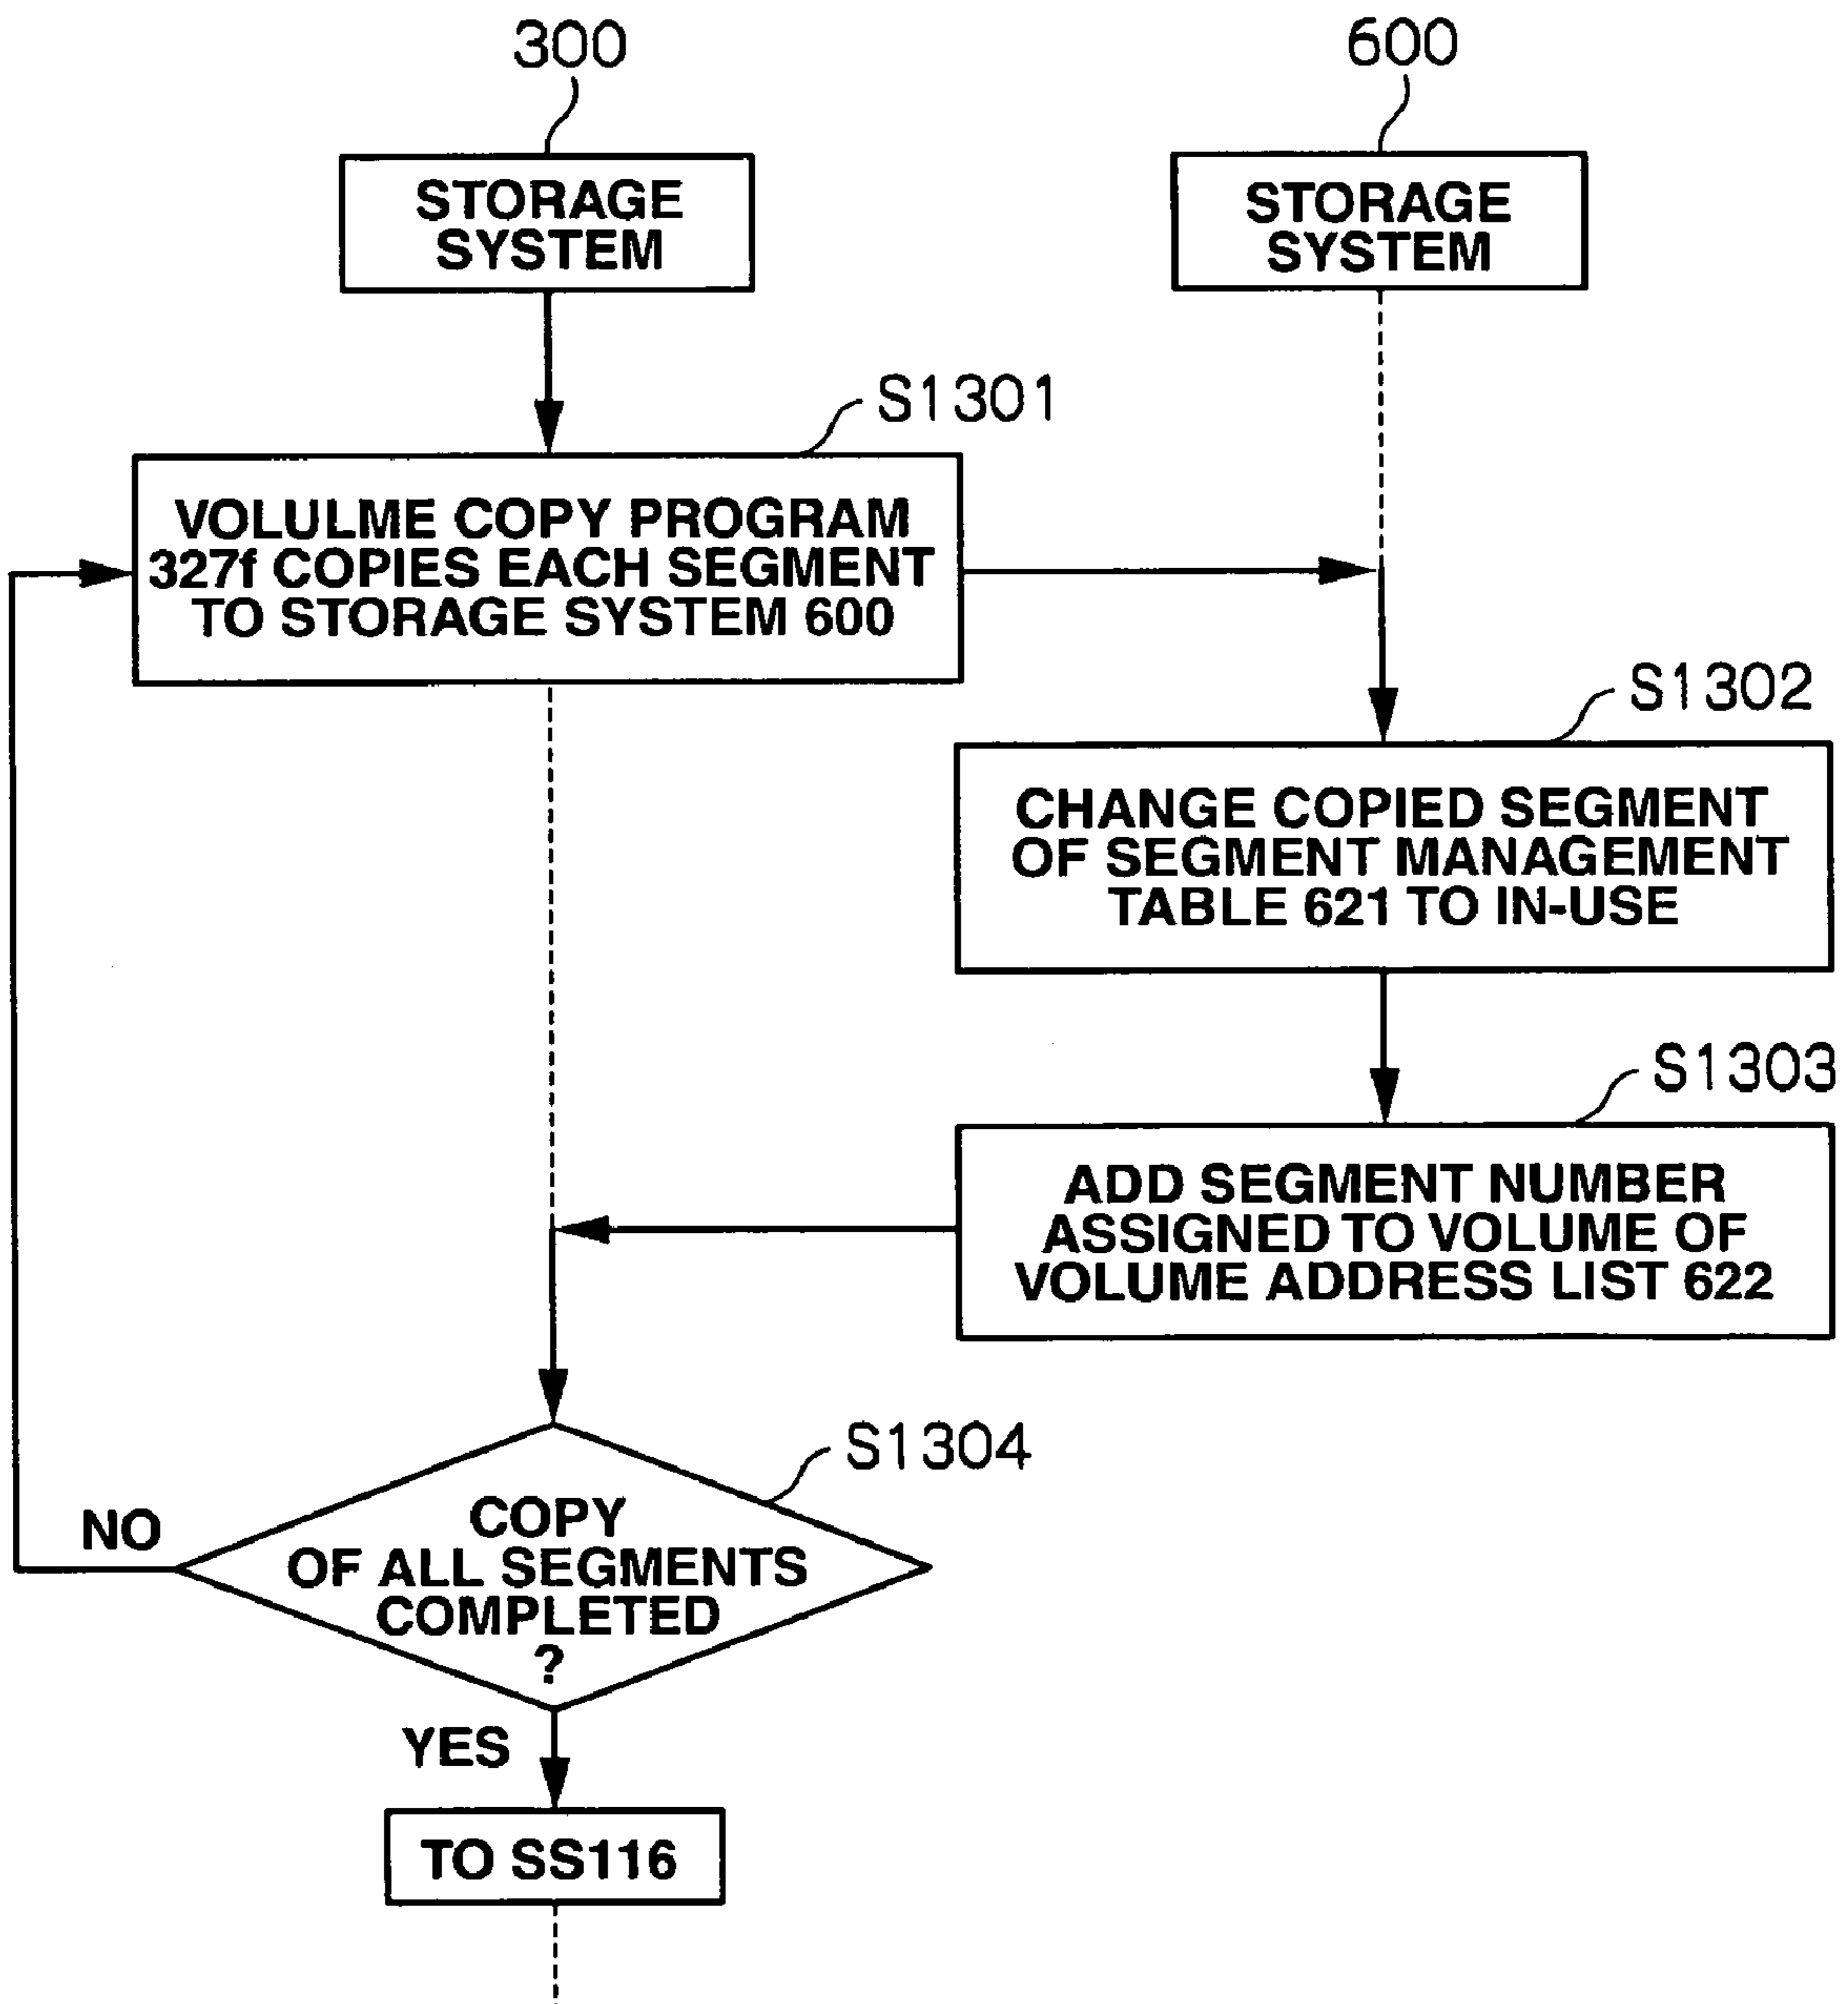 300
600
STORAGE
SYSTEM
STORAGE
SYSTEM
S1301
VOLULME COPY PROGRAM
327f COPIES EACH SEGMENT
TO STORAGE SYSTEM 600
S1302
CHANGE COPIED SEGMENT
OF SEGMENT MANAGEMENT
TABLE 621 TO IN-USE
S1303
ADD SEGMENT NUMBER
ASSIGNED TO VOLUME OF
VOLUME ADDRESS LIST 622
S1304
COPY
OF ALL SEGMENTS
COMPLETED
?
NO
YES
TO SS116